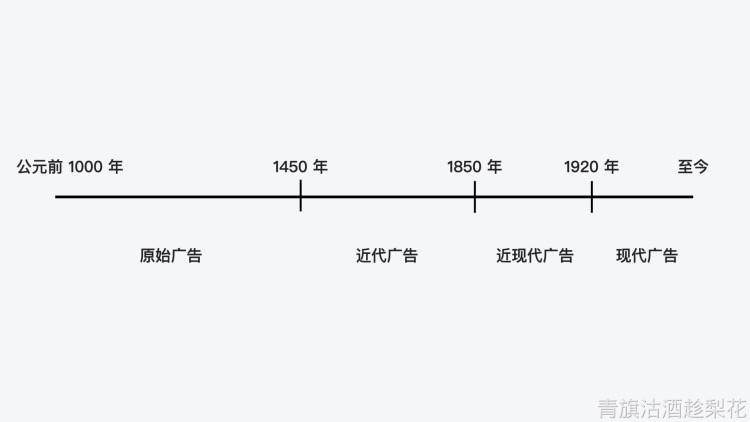 公元前 1000 年 1450 年 1850 年 1920 年 至今
原始广告 近代广告 近现代广告 现代广告
青旗沽酒趁梨花